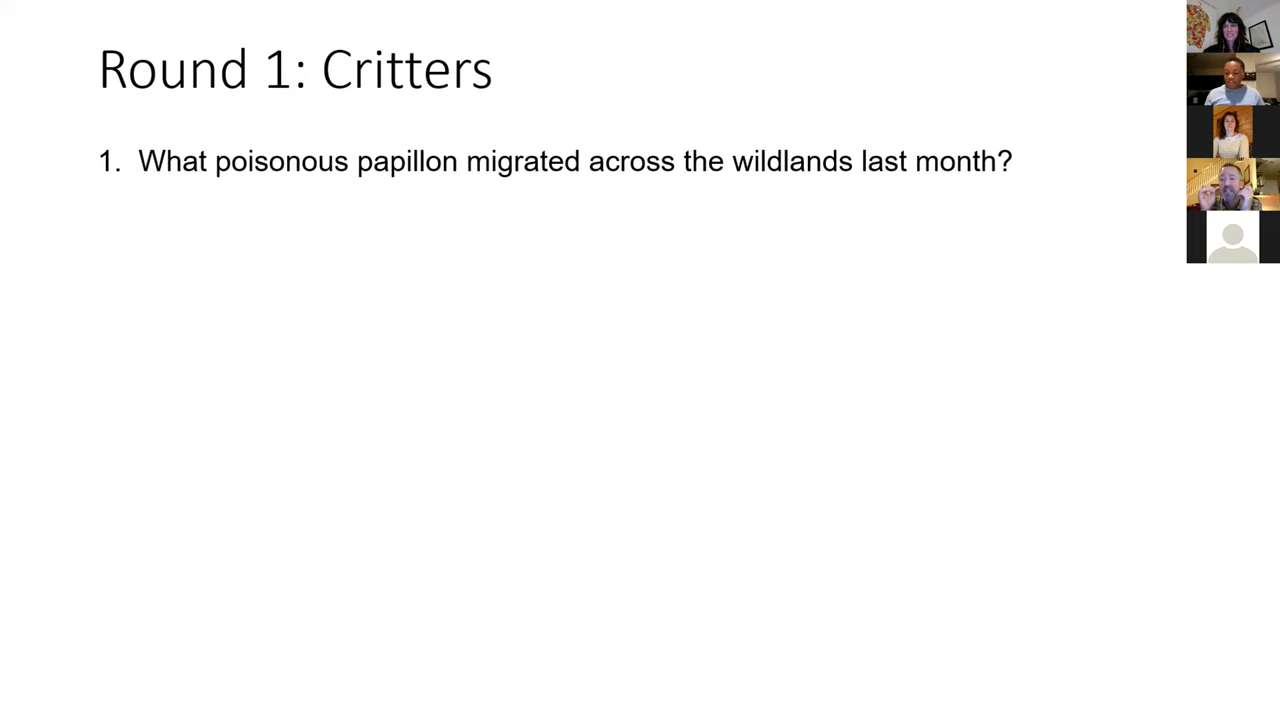 Round 1: Critters
1. What poisonous papillon migrated across the wildlands last month?